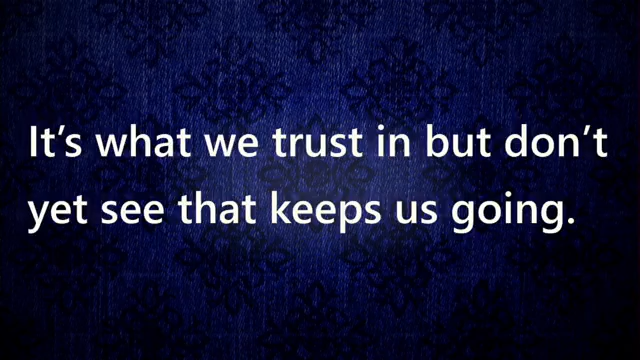 It’s what we trust in but don’t
yet see that keeps us going.